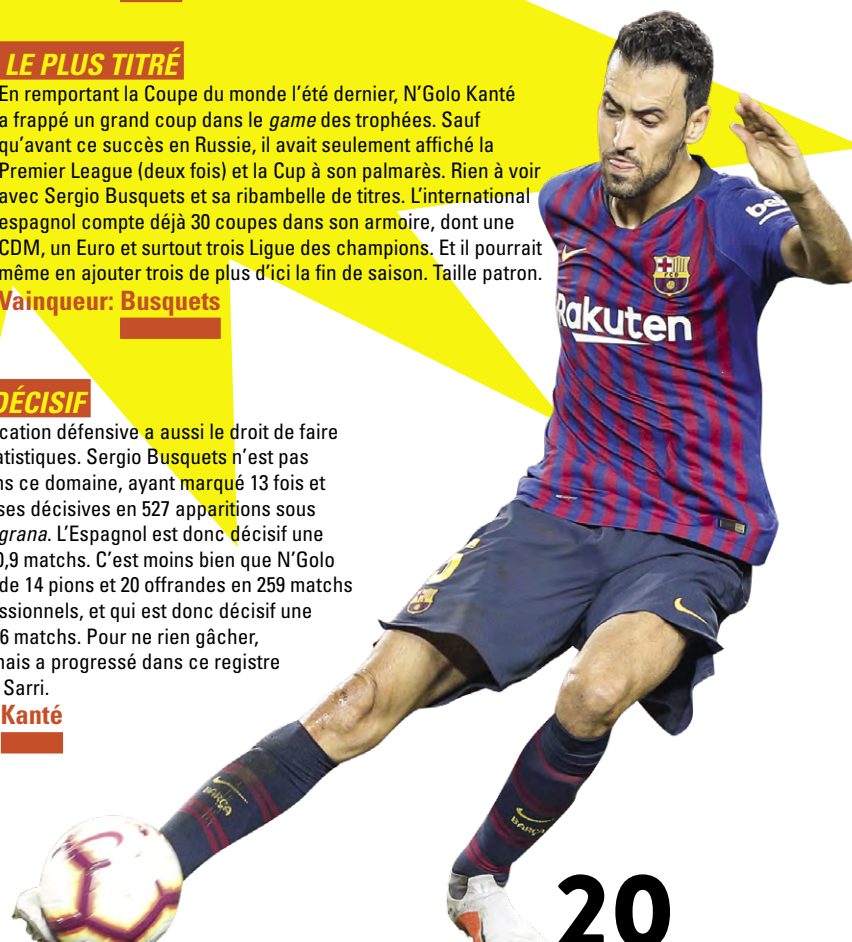 LE PLUS TITRÉ
En remportant la Coupe du monde l’été dernier, N’Golo Kanté
a frappé un grand coup dans le game des trophées. Sauf
qu’avant ce succès en Russie, il avait seulement affiché la
Premier League (deux fois) et la Cup à son palmarès. Rien à voir
avec Sergio Busquets et sa ribambelle de titres. L’international
espagnol compte déjà 30 coupes dans son armoire, dont une
CDM, un Euro et surtout trois Ligue des champions. Et il pourrait
même en ajouter trois de plus d’ici la fin de saison. Taille patron.
Vainqueur: Busquets
DÉCISIF
cation défensive a aussi le droit de faire
atistiques. Sergio Busquets n’est pas
ns ce domaine, ayant marqué 13 fois et
ses décisives en 527 apparitions sous
grana. L’Espagnol est donc décisif une
0,9 matchs. C’est moins bien que N’Golo
de 14 pions et 20 offrandes en 259 matchs
ssionnels, et qui est donc décisif une
6 matchs. Pour ne rien gâcher,
nais a progressé dans ce registre
Sarri.
Kanté
Rakuten
FCB
BARÇA
BARÇA
20